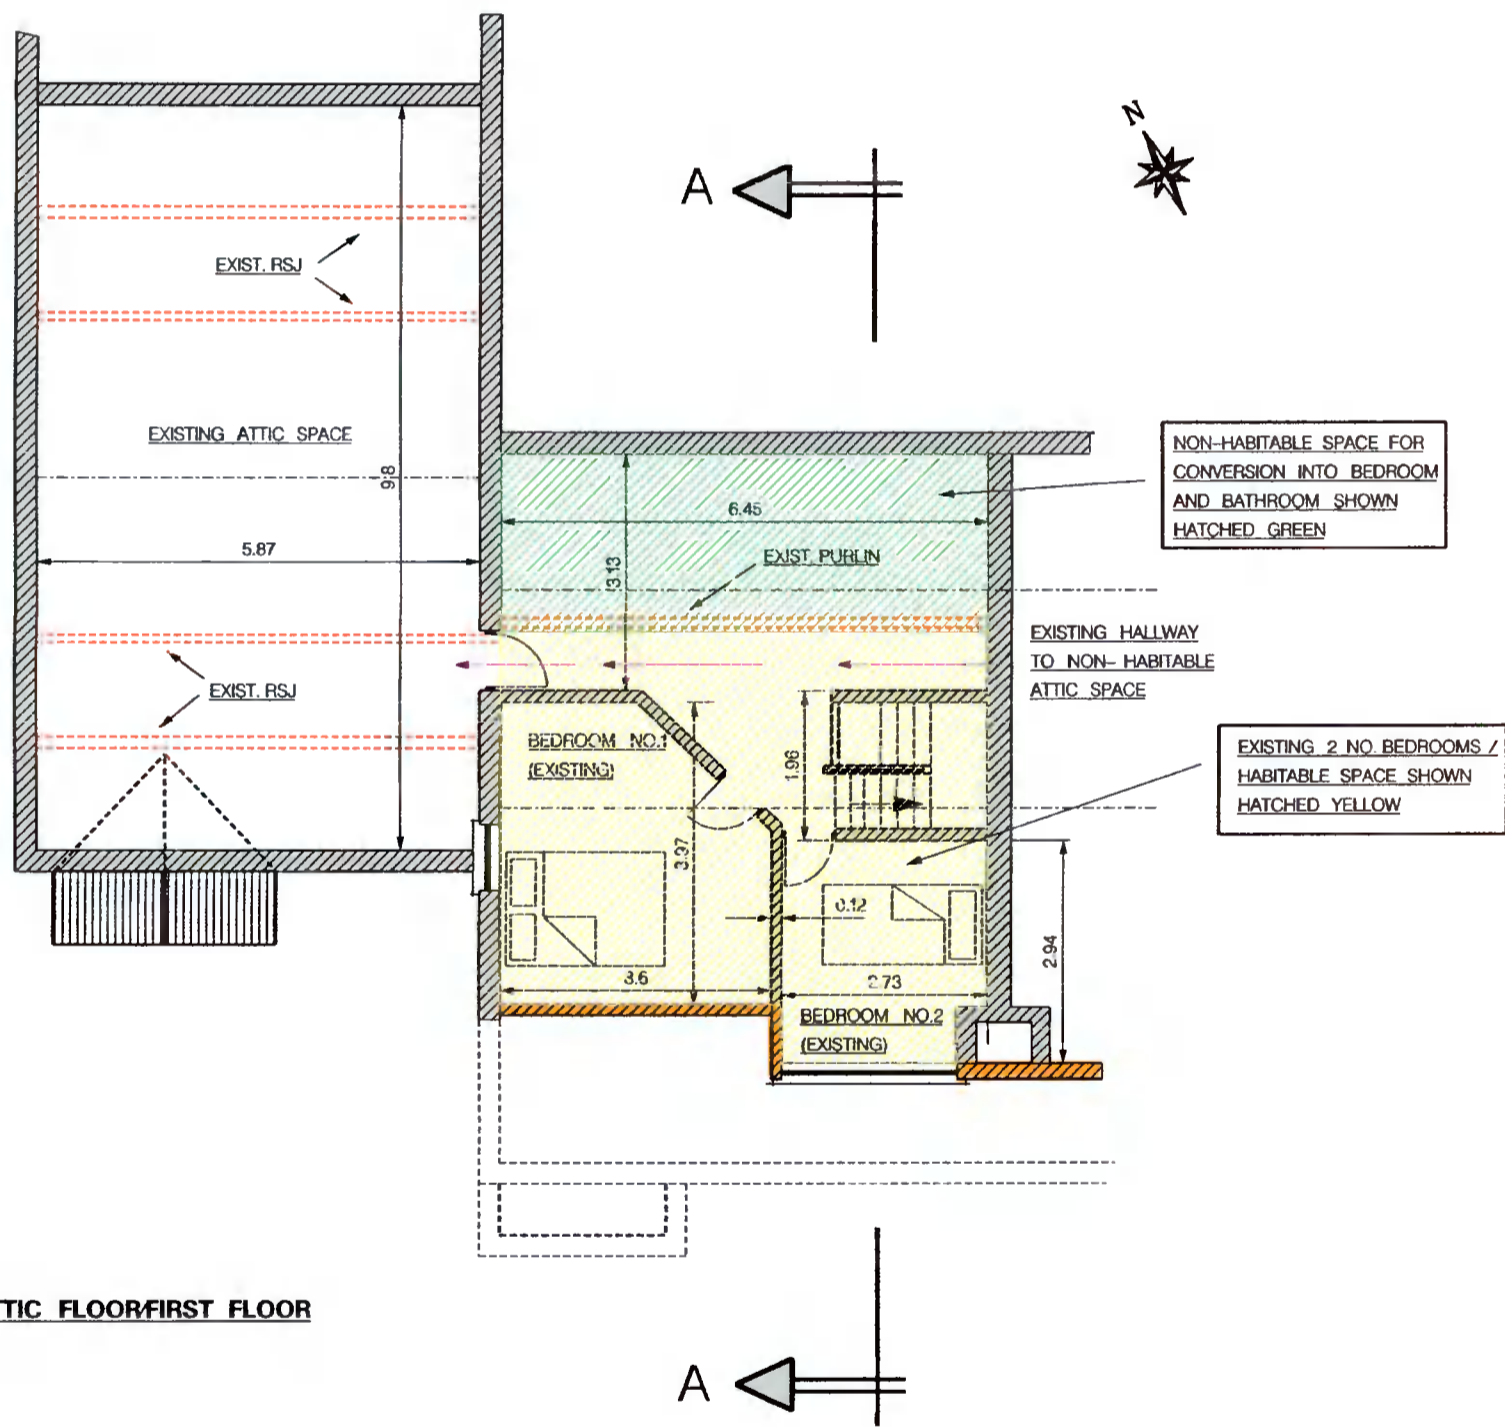 N
A
EXIST. RSJ
EXISTING ATTIC SPACE
9.8
5.87
NON-HABITABLE SPACE FOR
CONVERSION INTO BEDROOM
AND BATHROOM SHOWN
HATCHED GREEN
6.45
3.13
EXIST. PURLIN
EXISTING HALLWAY
TO NON- HABITABLE
ATTIC SPACE
EXIST. RSJ
BEDROOM NO.1
(EXISTING)
1.96
EXISTING 2 NO. BEDROOMS /
HABITABLE SPACE SHOWN
HATCHED YELLOW
3.97
0.12
2.94
3.6
2.73
BEDROOM NO.2
(EXISTING)
TIC FLOOR/FIRST FLOOR
A